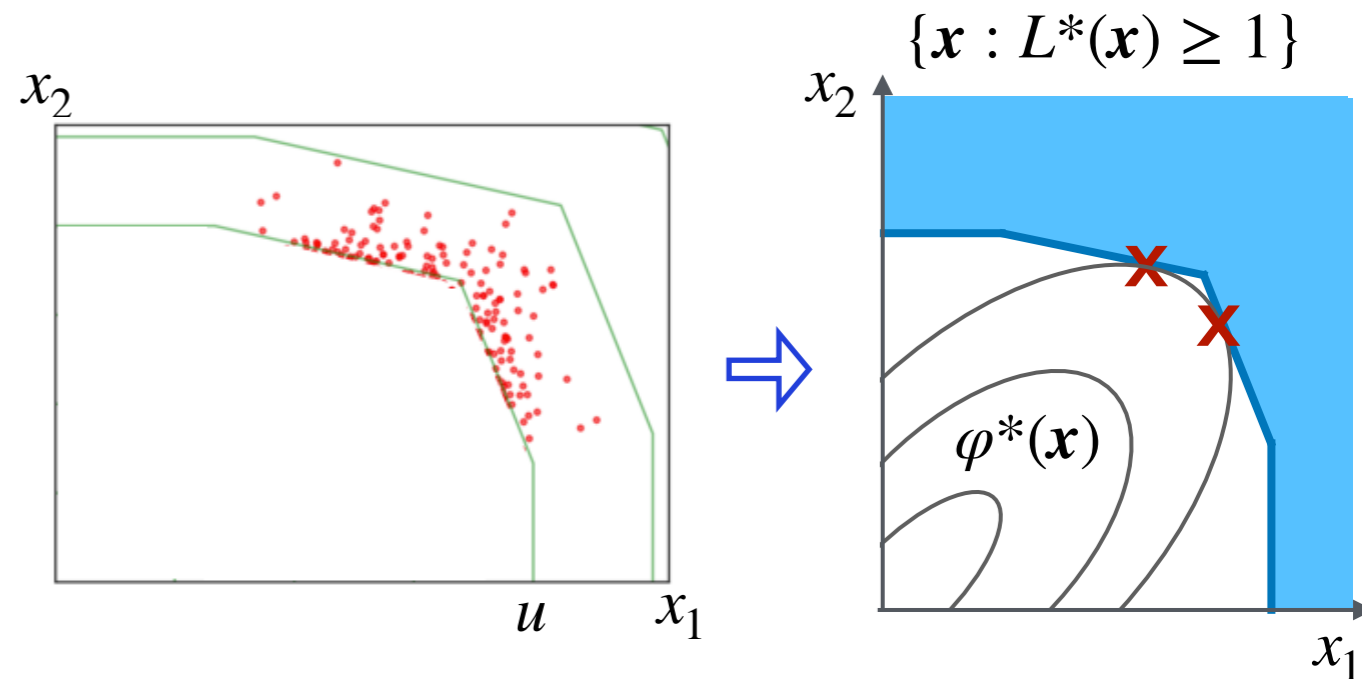 {x : L*(x) ≥ 1}
x₂
x₂
φ*(x)
u
x₁
x₁